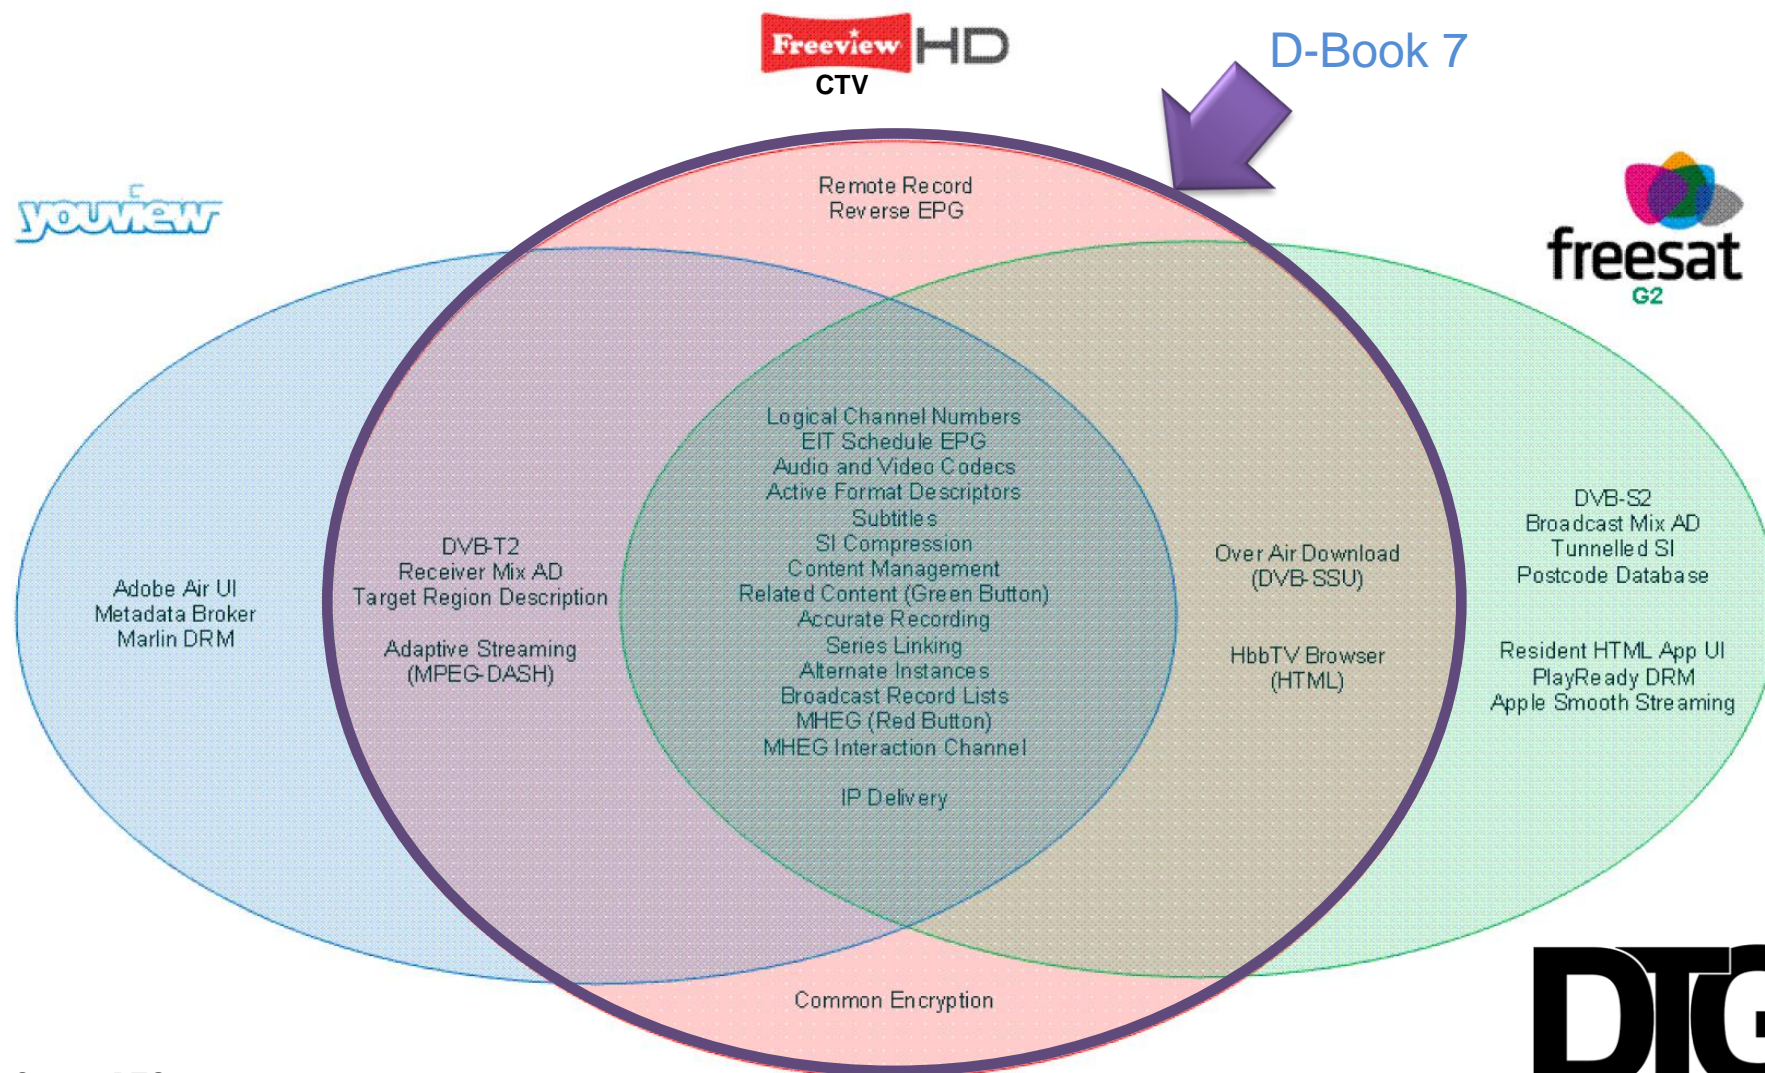 Freeview HD
CTV
D-Book 7
youview
freesat
G2
Remote Record
Reverse EPG
Logical Channel Numbers
EIT Schedule EPG
Audio and Video Codecs
Active Format Descriptors
Subtitles
SI Compression
Content Management
Related Content (Green Button)
Accurate Recording
Series Linking
Alternate Instances
Broadcast Record Lists
MHEG (Red Button)
MHEG Interaction Channel
IP Delivery
Adobe Air UI
Metadata Broker
Marlin DRM
DVB-T2
Receiver Mix AD
Target Region Description
Adaptive Streaming
(MPEG-DASH)
Over Air Download
(DVB-SSU)
HbbTV Browser
(HTML)
DVB-S2
Broadcast Mix AD
Tunnelled SI
Postcode Database
Resident HTML App UI
PlayReady DRM
Apple Smooth Streaming
Common Encryption
DTG